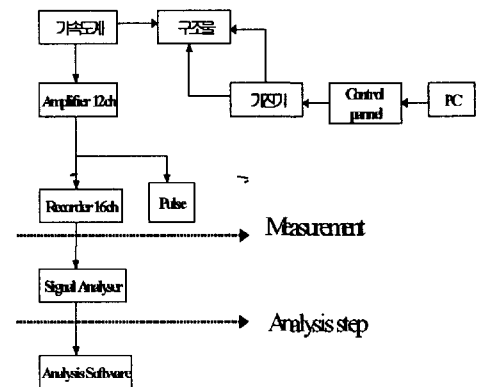 가속도계
구조물
Amplifier 12ch
가진기
Control
pannel
PC
Recorder 16ch
Pulse
Measurement
Signal Analyser
Analysis step
Analysis Software